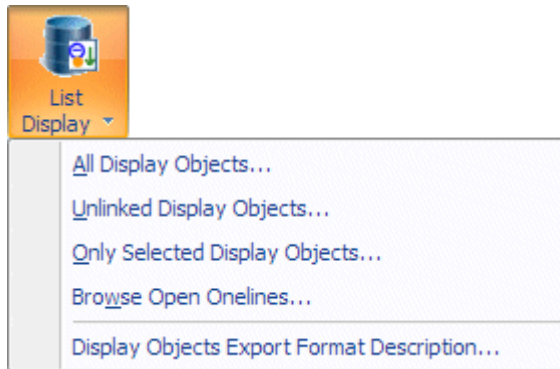 List
Display
All Display Objects...
Unlinked Display Objects...
Only Selected Display Objects...
Browse Open Onelines...
Display Objects Export Format Description...